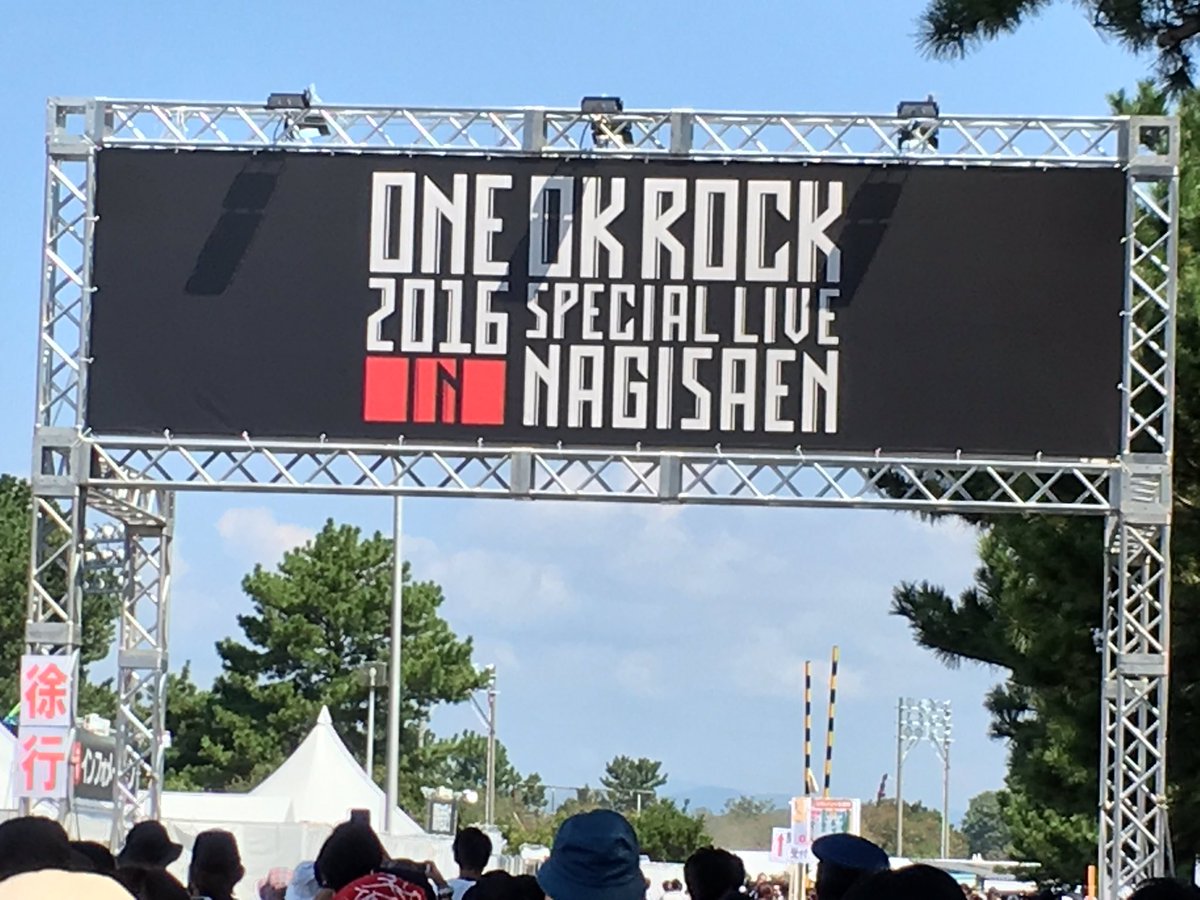 ONE OK ROCK
2016 SPECIAL LIVE
IN NAGISAEN
徐行